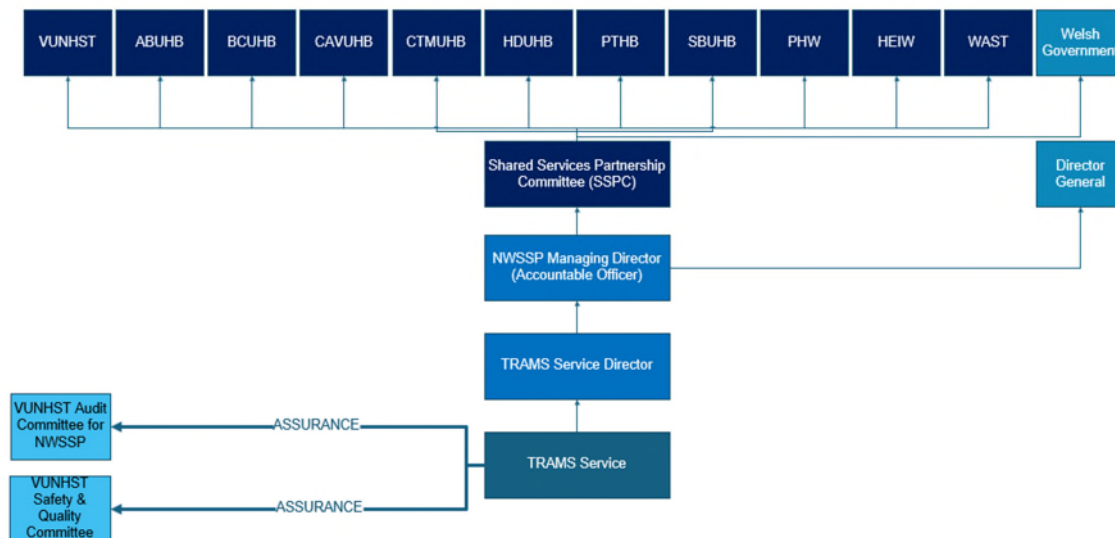 VUNHST
ABUHB
BCUHB
CAVUHB
CTMUHB
HDUHB
PTHB
SBUHB
PHW
HEIW
WAST
Welsh
Government
Shared Services Partnership
Committee (SSPC)
Director
General
NWSSP Managing Director
(Accountable Officer)
TRAMS Service Director
VUNHST Audit
Committee for
NWSSP
ASSURANCE
TRAMS Service
VUNHST
Safety &
Quality
Committee
ASSURANCE